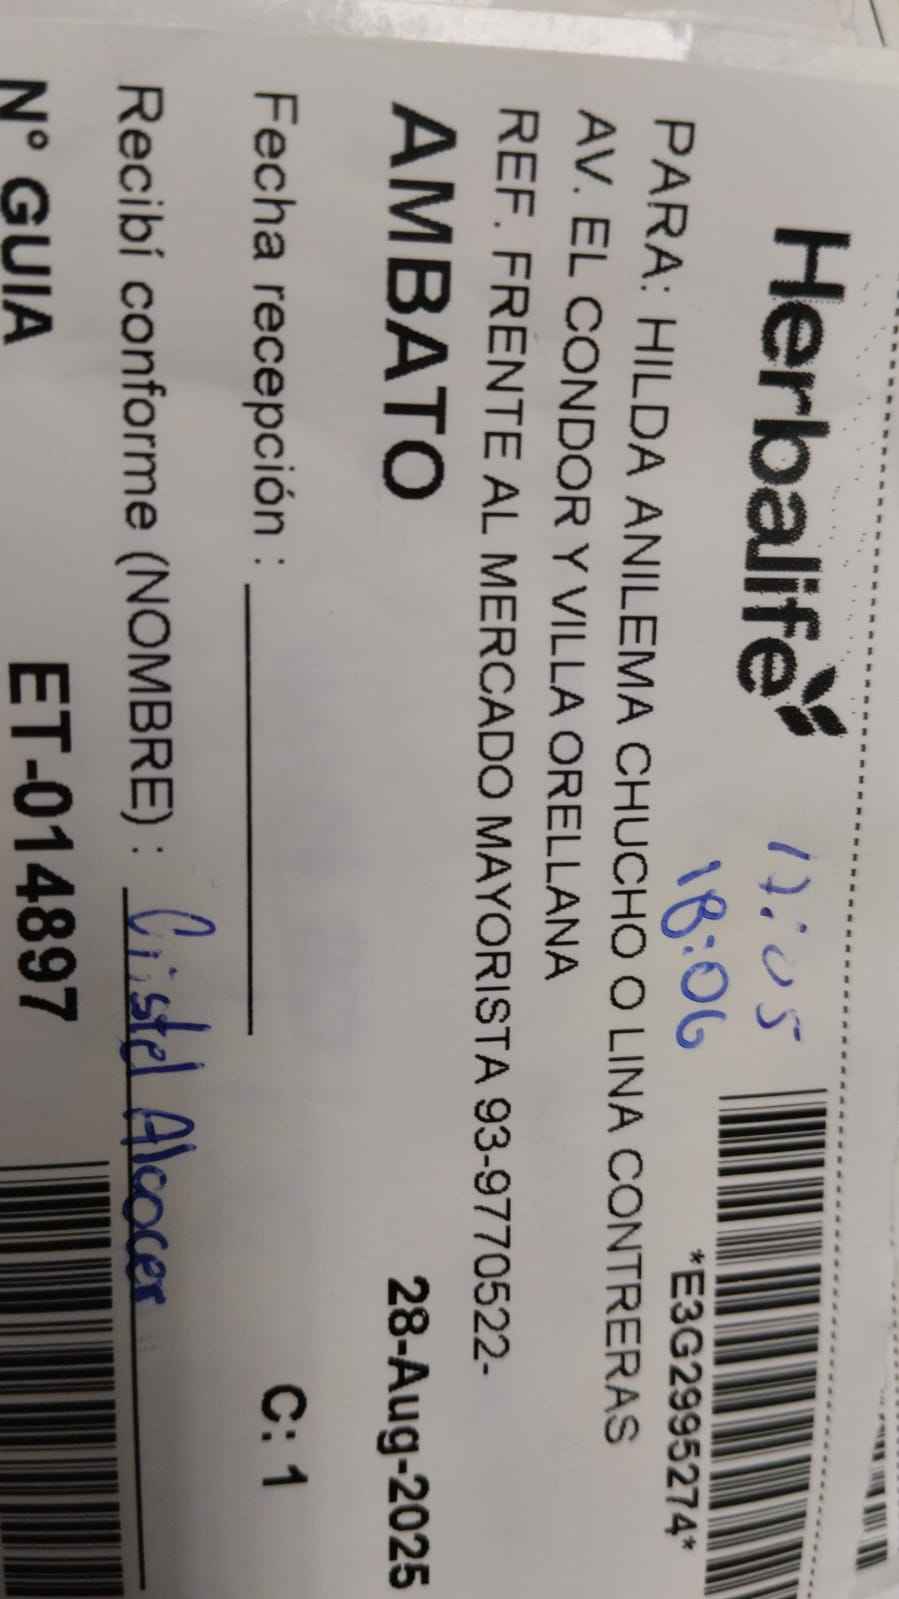 Herbalife
17:05
18:06
*E3G2995274*
PARA: HILDA ANILEMA CHUCHO O LINA CONTRERAS
AV. EL CONDOR Y VILLA ORELLANA
REF. FRENTE AL MERCADO MAYORISTA 93-9770522-
AMBATO 28-Aug-2025
Fecha recepción : C: 1
Recibí conforme (NOMBRE) : Cristel Alcocer
N° GUIA ET-014897